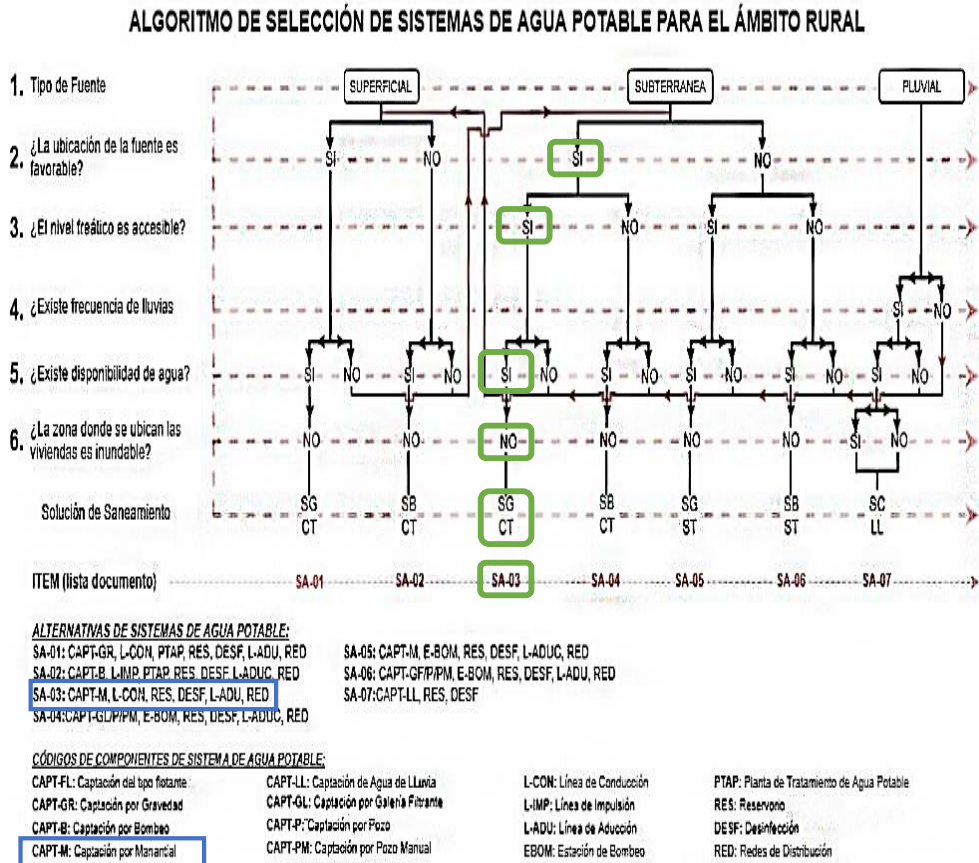 ALGORITMO DE SELECCIÓN DE SISTEMAS DE AGUA POTABLE PARA EL ÁMBITO RURAL
1. Tipo de Fuente SUPERFICIAL SUBTERRANEA PLUVIAL
2. ¿La ubicación de la fuente es favorable? SI NO SI NO
3. ¿El nivel freático es accesible? SI NO SI NO
4. ¿Existe frecuencia de lluvias SI NO
5. ¿Existe disponibilidad de agua? SI NO SI NO SI NO SI NO SI NO SI NO SI NO
6. ¿La zona donde se ubican las viviendas es inundable? NO NO NO NO NO NO SI NO
Solución de Saneamiento SG SB SG SB SG SB SG
CT CT CT CT ST ST LL
ITEM (lista documento) SA-01 SA-02 SA-03 SA-04 SA-05 SA-06 SA-07
ALTERNATIVAS DE SISTEMAS DE AGUA POTABLE:
SA-01: CAPT-GR, L-CON, PTAP, RES, DESF, L-ADU, RED
SA-02: CAPT-B, L-IMP, PTAP, RES, DESF, L-ADUC, RED
SA-03: CAPT-M, L-CON, RES, DESF, L-ADU, RED
SA-04:CAPT-GL/P/PM, E-BOM, RES, DESF, L-ADUC, RED
SA-05: CAPT-M, E-BOM, RES, DESF, L-ADUC, RED
SA-06: CAPT-GF/P/PM, E-BOM, RES, DESF, L-ADU, RED
SA-07:CAPT-LL, RES, DESF
CÓDIGOS DE COMPONENTES DE SISTEMA DE AGUA POTABLE:
CAPT-FL: Captación del tipo flotante
CAPT-GR: Captación por Gravedad
CAPT-B: Captación por Bombeo
CAPT-M: Captación por Manantial
CAPT-LL: Captación de Agua de LLuvia
CAPT-GL: Captación por Galería Filtrante
CAPT-P: Captación por Pozo
CAPT-PM: Captación por Pozo Manual
L-CON: Línea de Conducción
L-IMP: Línea de Impulsión
L-ADU: Línea de Aducción
EBOM: Estación de Bombeo
PTAP: Planta de Tratamiento de Agua Potable
RES: Reservorio
DESF: Desinfección
RED: Redes de Distribución